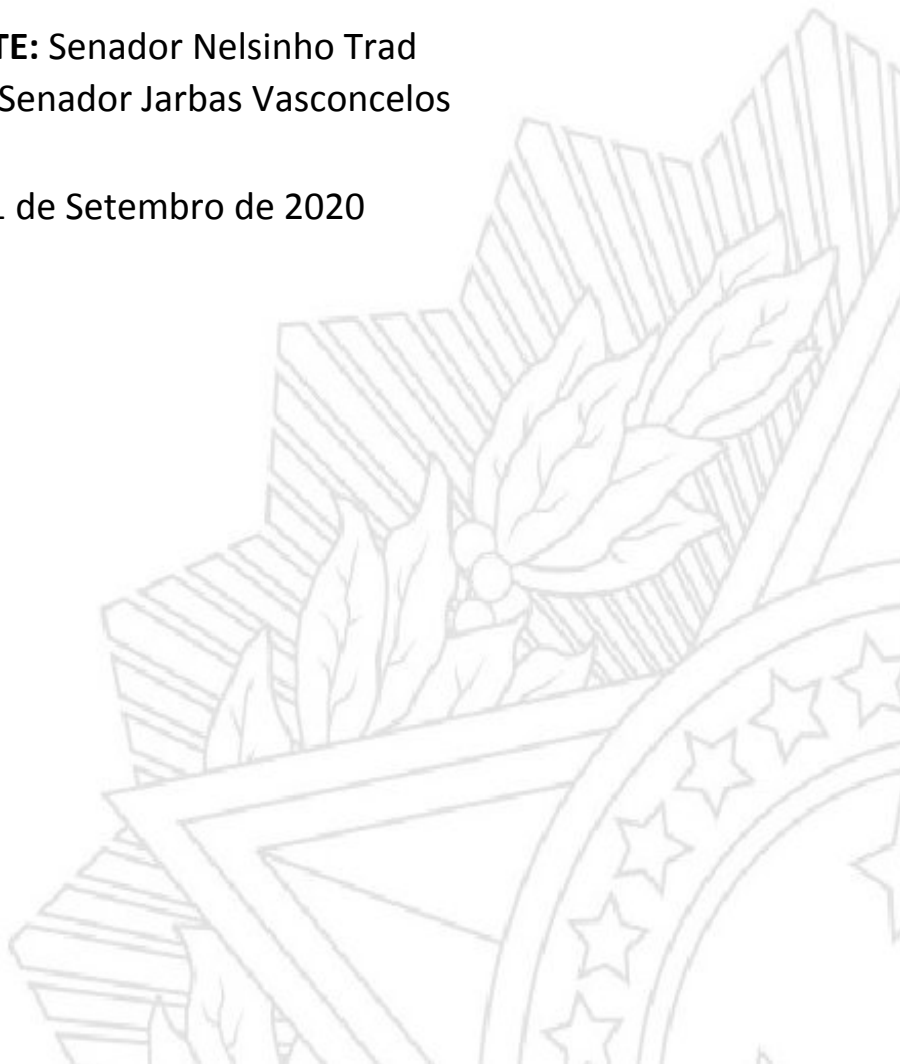 TE: Senador Nelsinho Trad
Senador Jarbas Vasconcelos
de Setembro de 2020